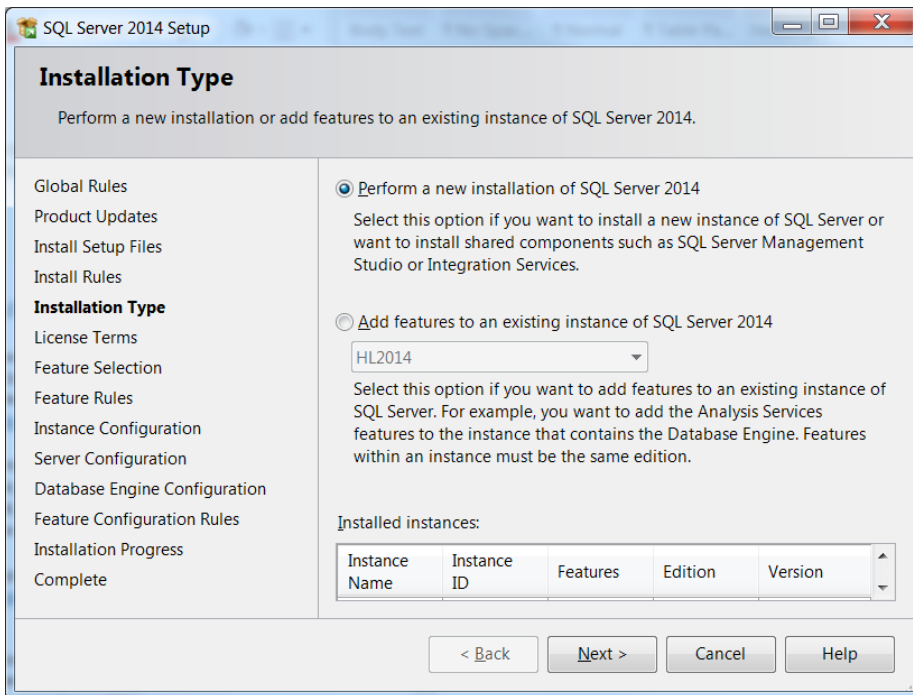 SQL Server 2014 Setup
Installation Type
Perform a new installation or add features to an existing instance of SQL Server 2014.
Global Rules
Product Updates
Install Setup Files
Install Rules
Installation Type
License Terms
Feature Selection
Feature Rules
Instance Configuration
Server Configuration
Database Engine Configuration
Feature Configuration Rules
Installation Progress
Complete
Perform a new installation of SQL Server 2014
Select this option if you want to install a new instance of SQL Server or
want to install shared components such as SQL Server Management
Studio or Integration Services.
Add features to an existing instance of SQL Server 2014
HL2014
Select this option if you want to add features to an existing instance of
SQL Server. For example, you want to add the Analysis Services
features to the instance that contains the Database Engine. Features
within an instance must be the same edition.
Installed instances:
Instance Name
Instance ID
Features
Edition
Version
< Back
Next >
Cancel
Help